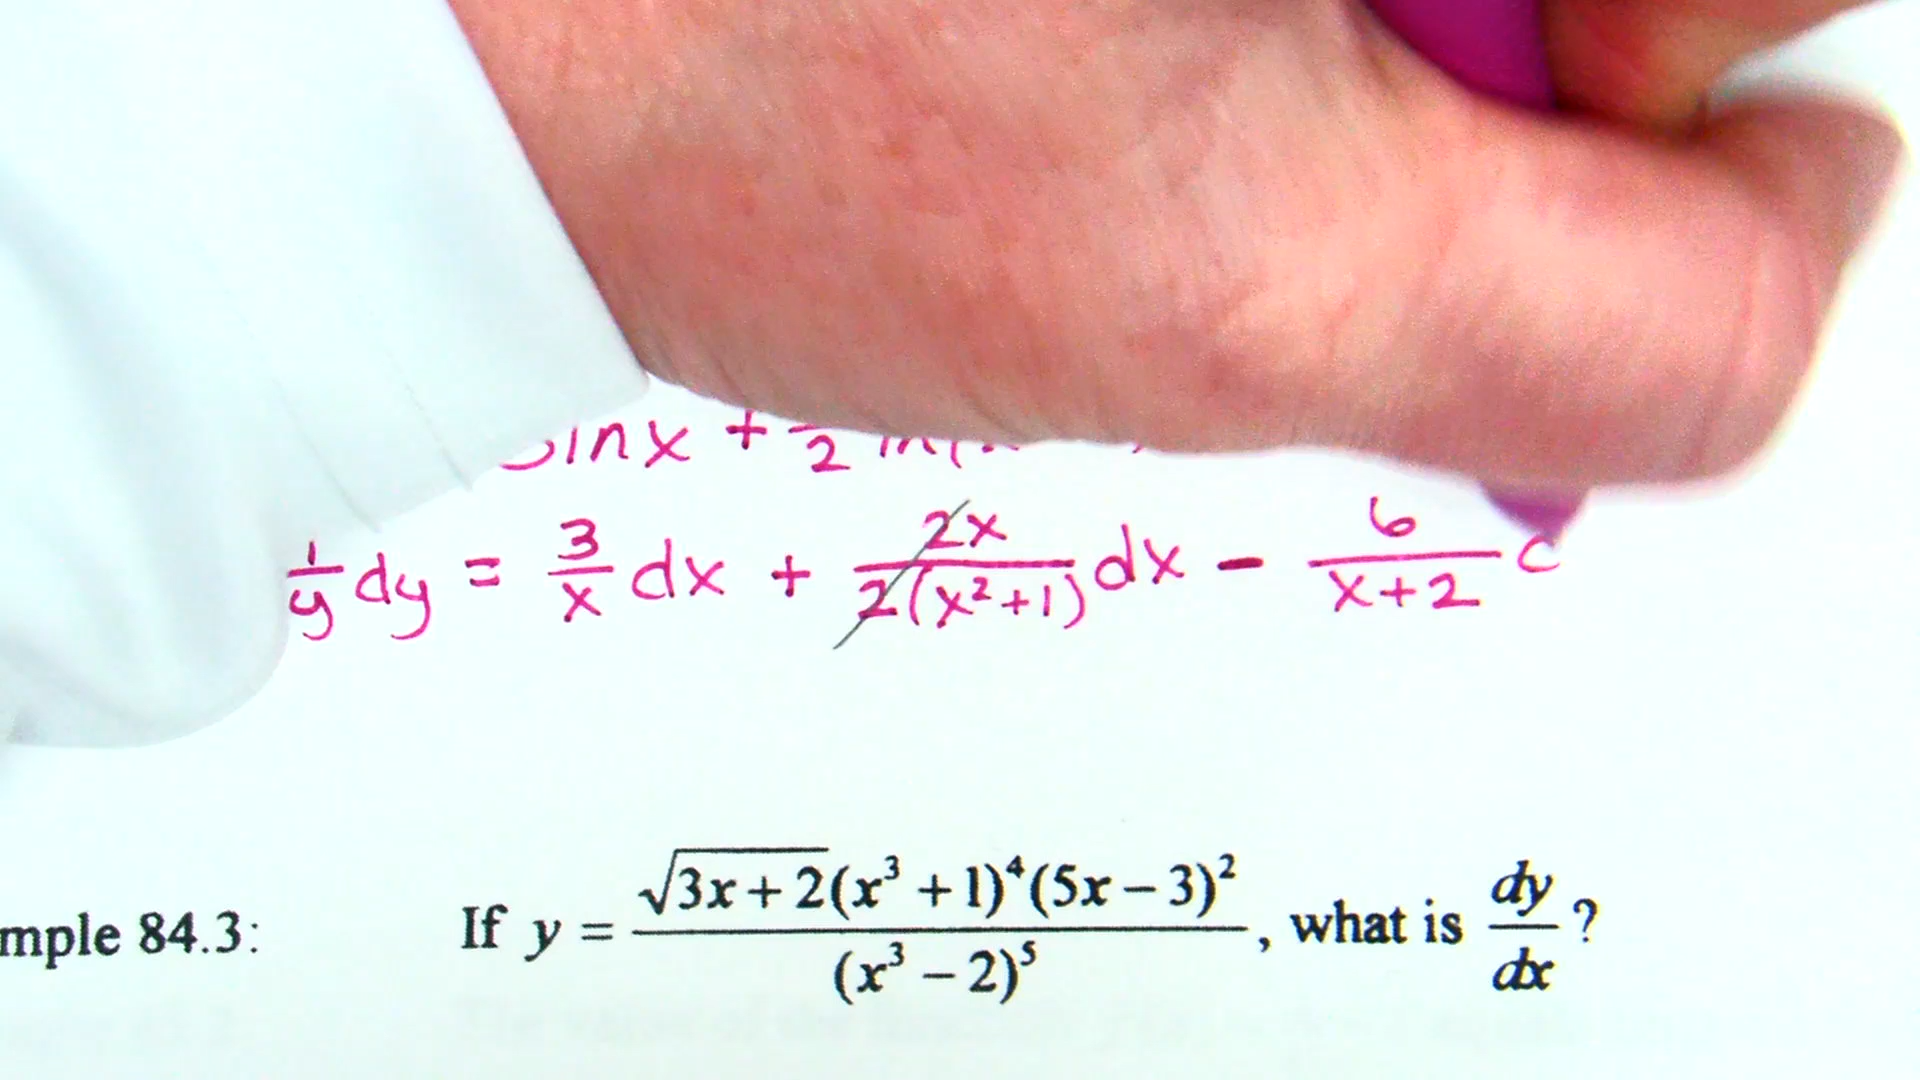 lnx + 
1/y dy = 3/x dx + 2x/2(x²+1) dx - 6/x+2
mple 84.3: If y = √3x+2(x³+1)⁴(5x-3)²/(x³-2)⁵, what is dy/dx?